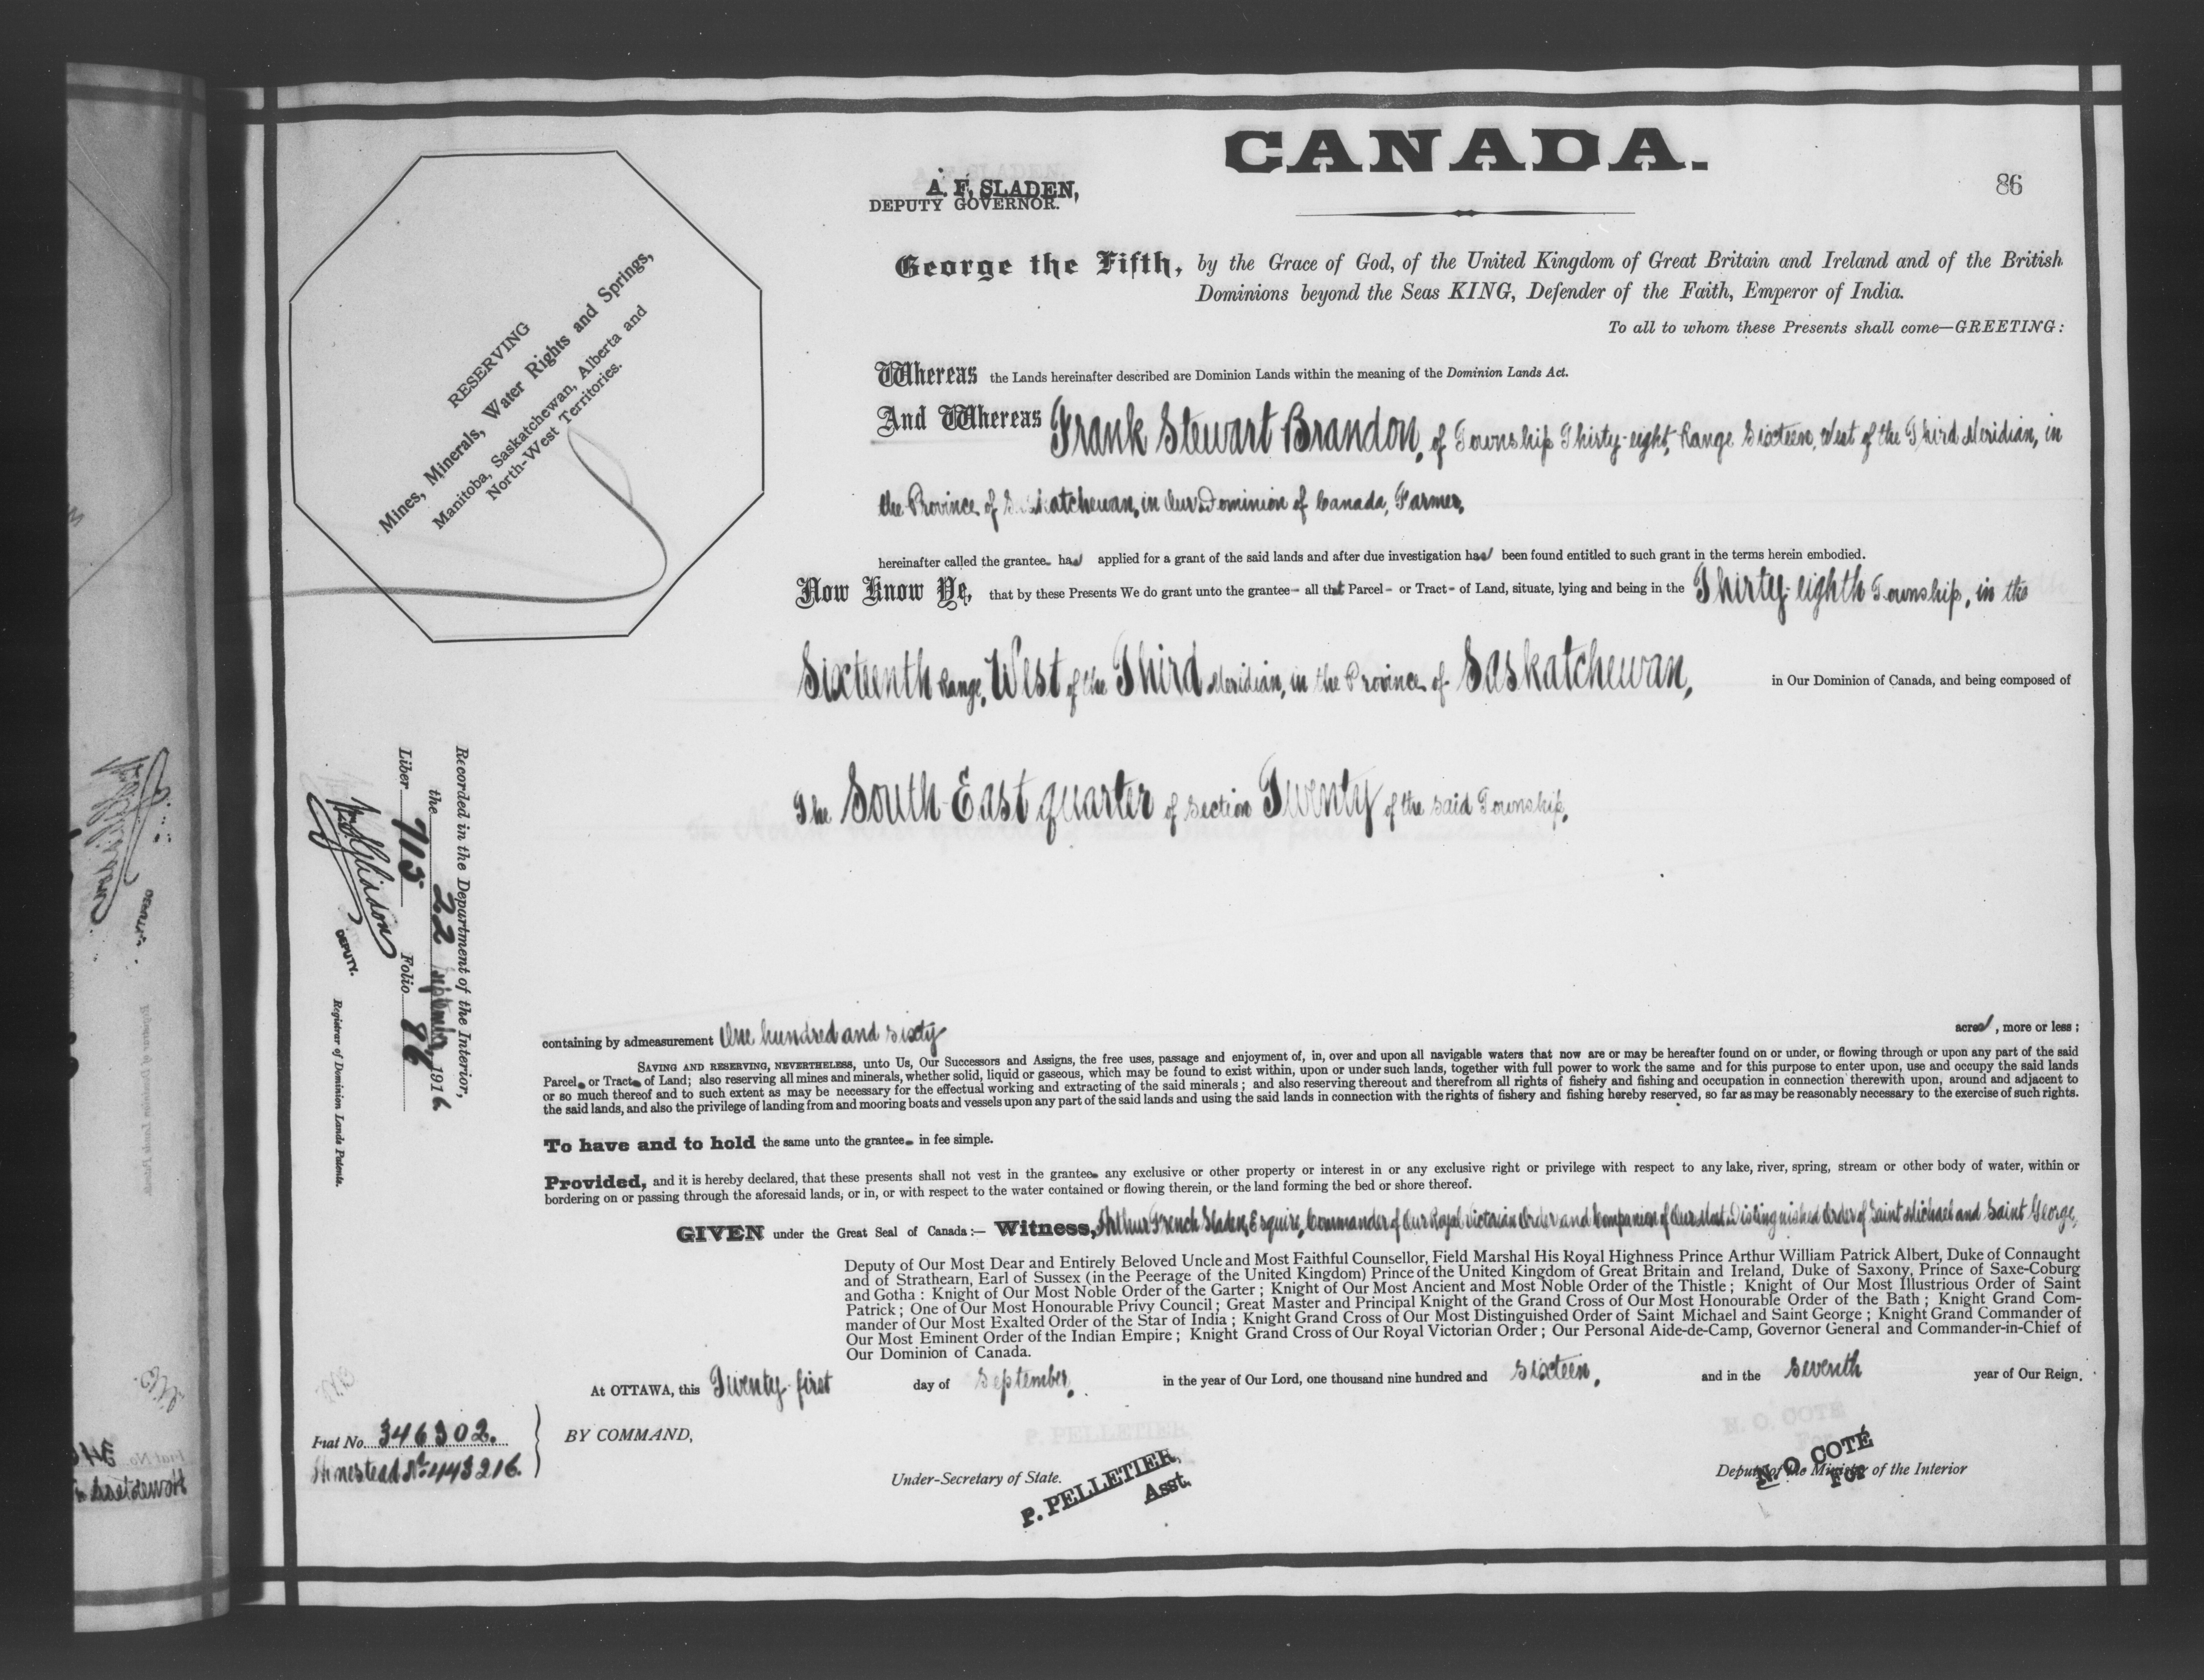 CANADA.
86
A. F. SLADEN,
DEPUTY GOVERNOR.
RESERVING
Mines, Minerals, Water Rights and Springs,
Manitoba, Saskatchewan, Alberta and
North-West Territories.
George the Fifth, by the Grace of God, of the United Kingdom of Great Britain and Ireland and of the British
Dominions beyond the Seas KING, Defender of the Faith, Emperor of India.
To all to whom these Presents shall come—GREETING:
Whereas the Lands hereinafter described are Dominion Lands within the meaning of the Dominion Lands Act.
And Whereas Frank Stewart Brandon, of Township Thirty-eight, Range Sixteen, West of the Third Meridian, in
the Province of Saskatchewan, in Our Dominion of Canada, Farmer,
hereinafter called the grantee has applied for a grant of the said lands and after due investigation has been found entitled to such grant in the terms herein embodied.
Now Know Ye, that by these Presents We do grant unto the grantee- all that Parcel- or Tract- of Land, situate, lying and being in the Thirty-eighth Township, in the
Sixteenth Range, West of the Third Meridian, in the Province of Saskatchewan, in Our Dominion of Canada, and being composed of
The South-East quarter of section Twenty of the said Township,
Recorded in the Department of the Interior,
the 22 September, 1916
Liber 715 Folio 86
DEPUTY.
Registrar of Dominion Lands Patents.
containing by admeasurement One hundred and sixty acres, more or less;
SAVING AND RESERVING, NEVERTHELESS, unto Us, Our Successors and Assigns, the free uses, passage and enjoyment of, in, over and upon all navigable waters that now are or may be hereafter found on or under, or flowing through or upon any part of the said
Parcel or Tract of Land; also reserving all mines and minerals, whether solid, liquid or gaseous, which may be found to exist within, upon or under such lands, together with full power to work the same and for this purpose to enter upon, use and occupy the said lands
or so much thereof and to such extent as may be necessary for the effectual working and extracting of the said minerals; and also reserving thereout and therefrom all rights of fishery and fishing and occupation in connection therewith upon, around and adjacent to
the said lands, and also the privilege of landing from and mooring boats and vessels upon any part of the said lands and using the said lands in connection with the rights of fishery and fishing hereby reserved, so far as may be reasonably necessary to the exercise of such rights.
To have and to hold the same unto the grantee in fee simple.
Provided, and it is hereby declared, that these presents shall not vest in the grantee any exclusive or other property or interest in or any exclusive right or privilege with respect to any lake, river, spring, stream or other body of water, within or
bordering on or passing through the aforesaid lands, or in, or with respect to the water contained or flowing therein, or the land forming the bed or shore thereof.
GIVEN under the Great Seal of Canada:— Witness, Arthur French Sladen, Esquire, Commander of Our Royal Victorian Order and Companion of Our Most Distinguished Order of Saint Michael and Saint George,
Deputy of Our Most Dear and Entirely Beloved Uncle and Most Faithful Counsellor, Field Marshal His Royal Highness Prince Arthur William Patrick Albert, Duke of Connaught
and of Strathearn, Earl of Sussex (in the Peerage of the United Kingdom) Prince of the United Kingdom of Great Britain and Ireland, Duke of Saxony, Prince of Saxe-Coburg
and Gotha: Knight of Our Most Noble Order of the Garter; Knight of Our Most Ancient and Most Noble Order of the Thistle; Knight of Our Most Illustrious Order of Saint
Patrick; One of Our Most Honourable Privy Council; Great Master and Principal Knight of the Grand Cross of Our Most Honourable Order of the Bath; Knight Grand Com-
mander of Our Most Exalted Order of the Star of India; Knight Grand Cross of Our Most Distinguished Order of Saint Michael and Saint George; Knight Grand Commander of
Our Most Eminent Order of the Indian Empire; Knight Grand Cross of Our Royal Victorian Order; Our Personal Aide-de-Camp, Governor General and Commander-in-Chief of
Our Dominion of Canada.
At OTTAWA, this Twenty-first day of September, in the year of Our Lord, one thousand nine hundred and sixteen, and in the seventh year of Our Reign.
Fiat No. 346302.
Homestead No. 443216.
BY COMMAND,
Under-Secretary of State.
P. PELLETIER,
Asst.
N. O. COTÉ
For
Deputy of the Minister of the Interior